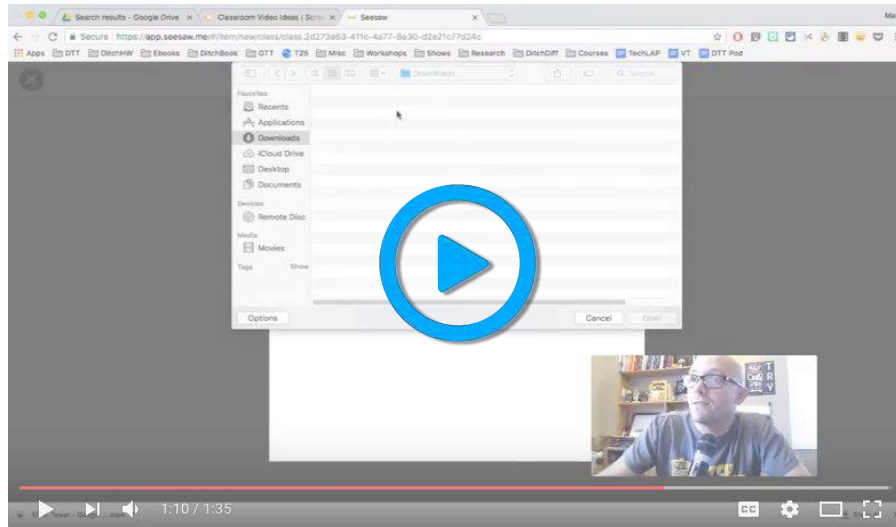 Search results - Google Drive × Classroom Video Ideas | Scre × Seesaw ×
Secure https://app.seesaw.me/#/item/new/class/class.2d273a63-411c-4a77-8e30-d2e21c77d24c
Apps DTT DitchHW Ebooks DitchBook GTT T25 Misc Workshops Shows Research DitchDiff Courses TechLAP VT DTT Pod
Downloads Search
Favorites
Recents
Applications
Downloads
iCloud Drive
Desktop
Documents
Devices
Remote Disc
Media
Movies
Tags Show
Options Cancel Open
TRY
1:10 / 1:35 CC